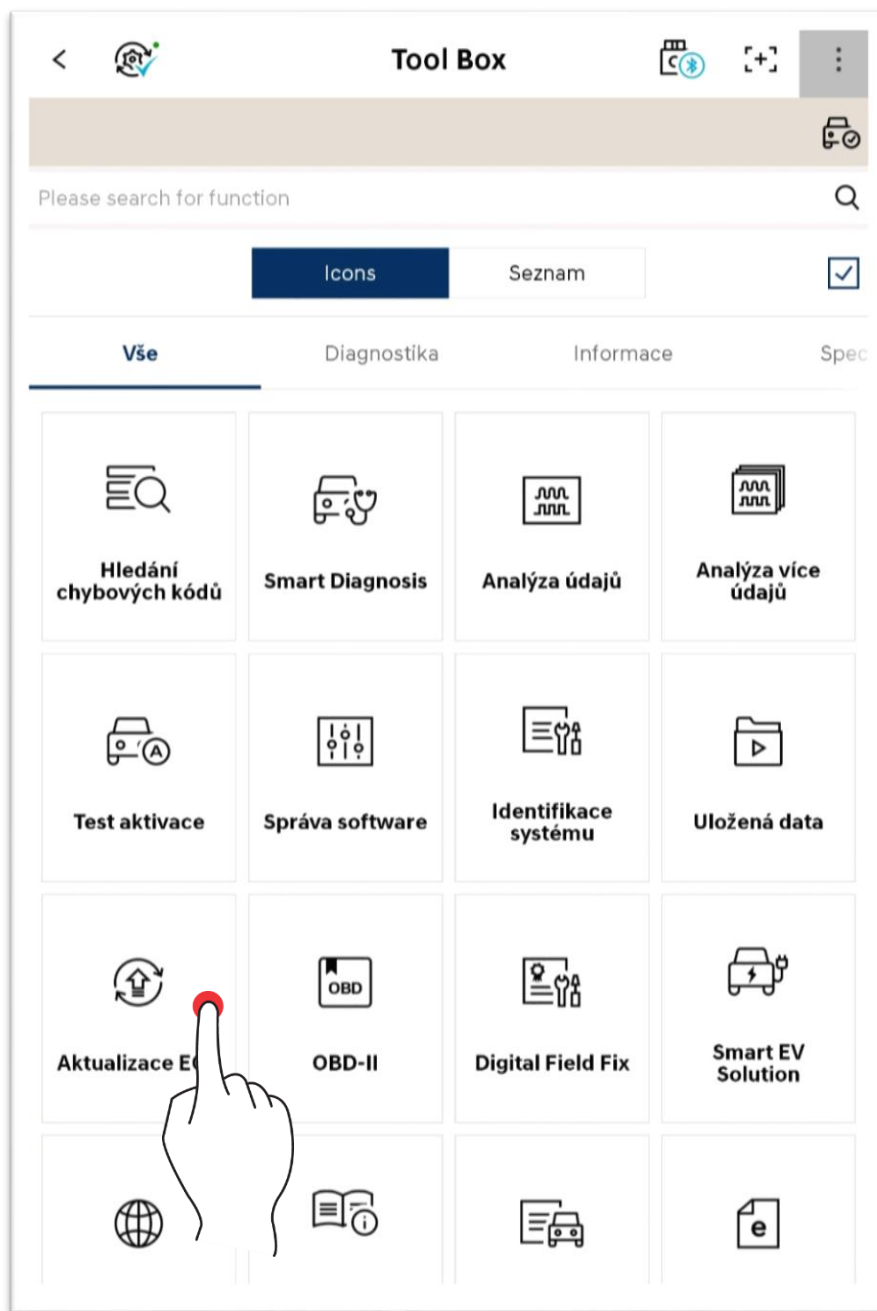 Tool Box
Please search for function
Icons Seznam
Vše Diagnostika Informace
Hledání
chybových kódů
Smart Diagnosis
Analýza údajů
Analýza více
údajů
Test aktivace
Správa software
Identifikace
systému
Uložená data
Aktualizace
OBD
OBD-II
Digital Field Fix
Smart EV
Solution
e